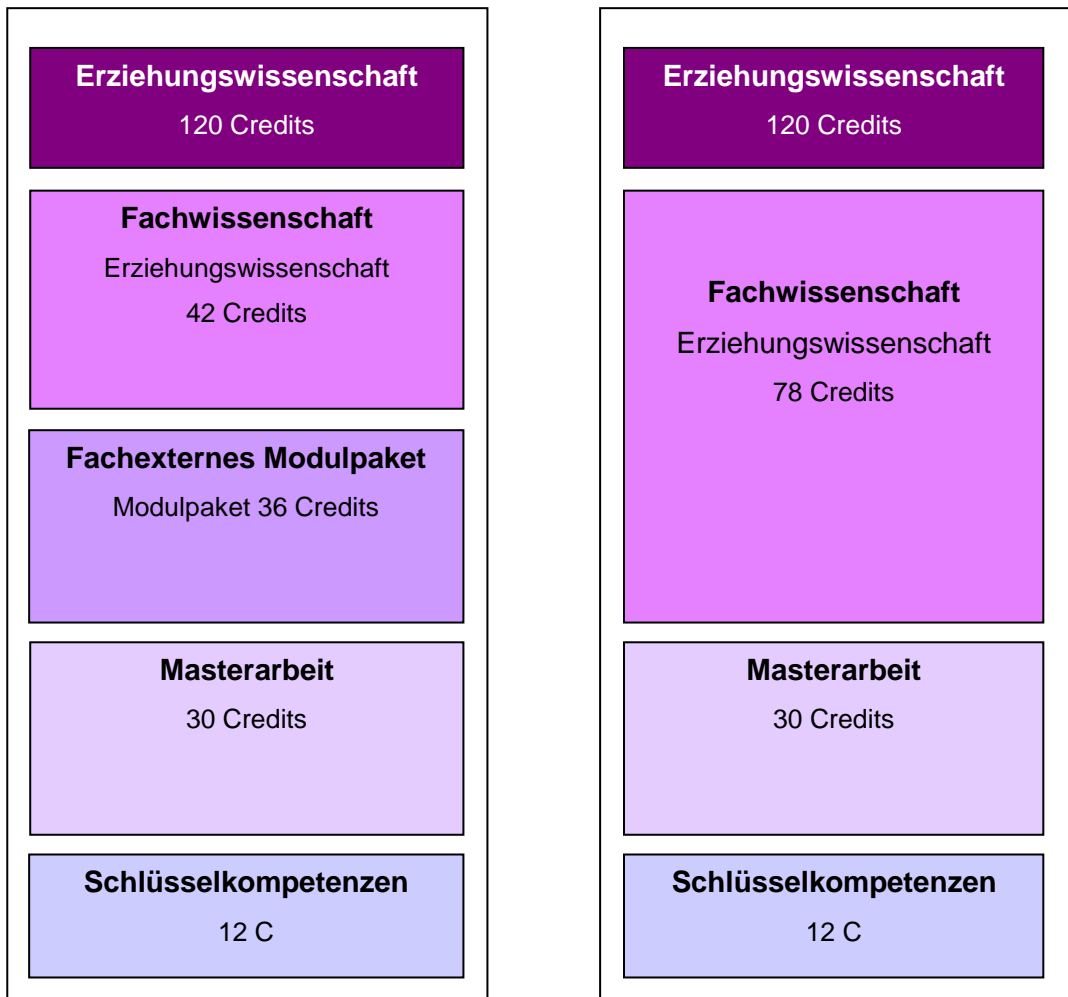 Erziehungswissenschaft
120 Credits
Fachwissenschaft
Erziehungswissenschaft
42 Credits
Fachexternes Modulpaket
Modulpaket 36 Credits
Masterarbeit
30 Credits
Schlüsselkompetenzen
12 C
Erziehungswissenschaft
120 Credits
Fachwissenschaft
Erziehungswissenschaft
78 Credits
Masterarbeit
30 Credits
Schlüsselkompetenzen
12 C